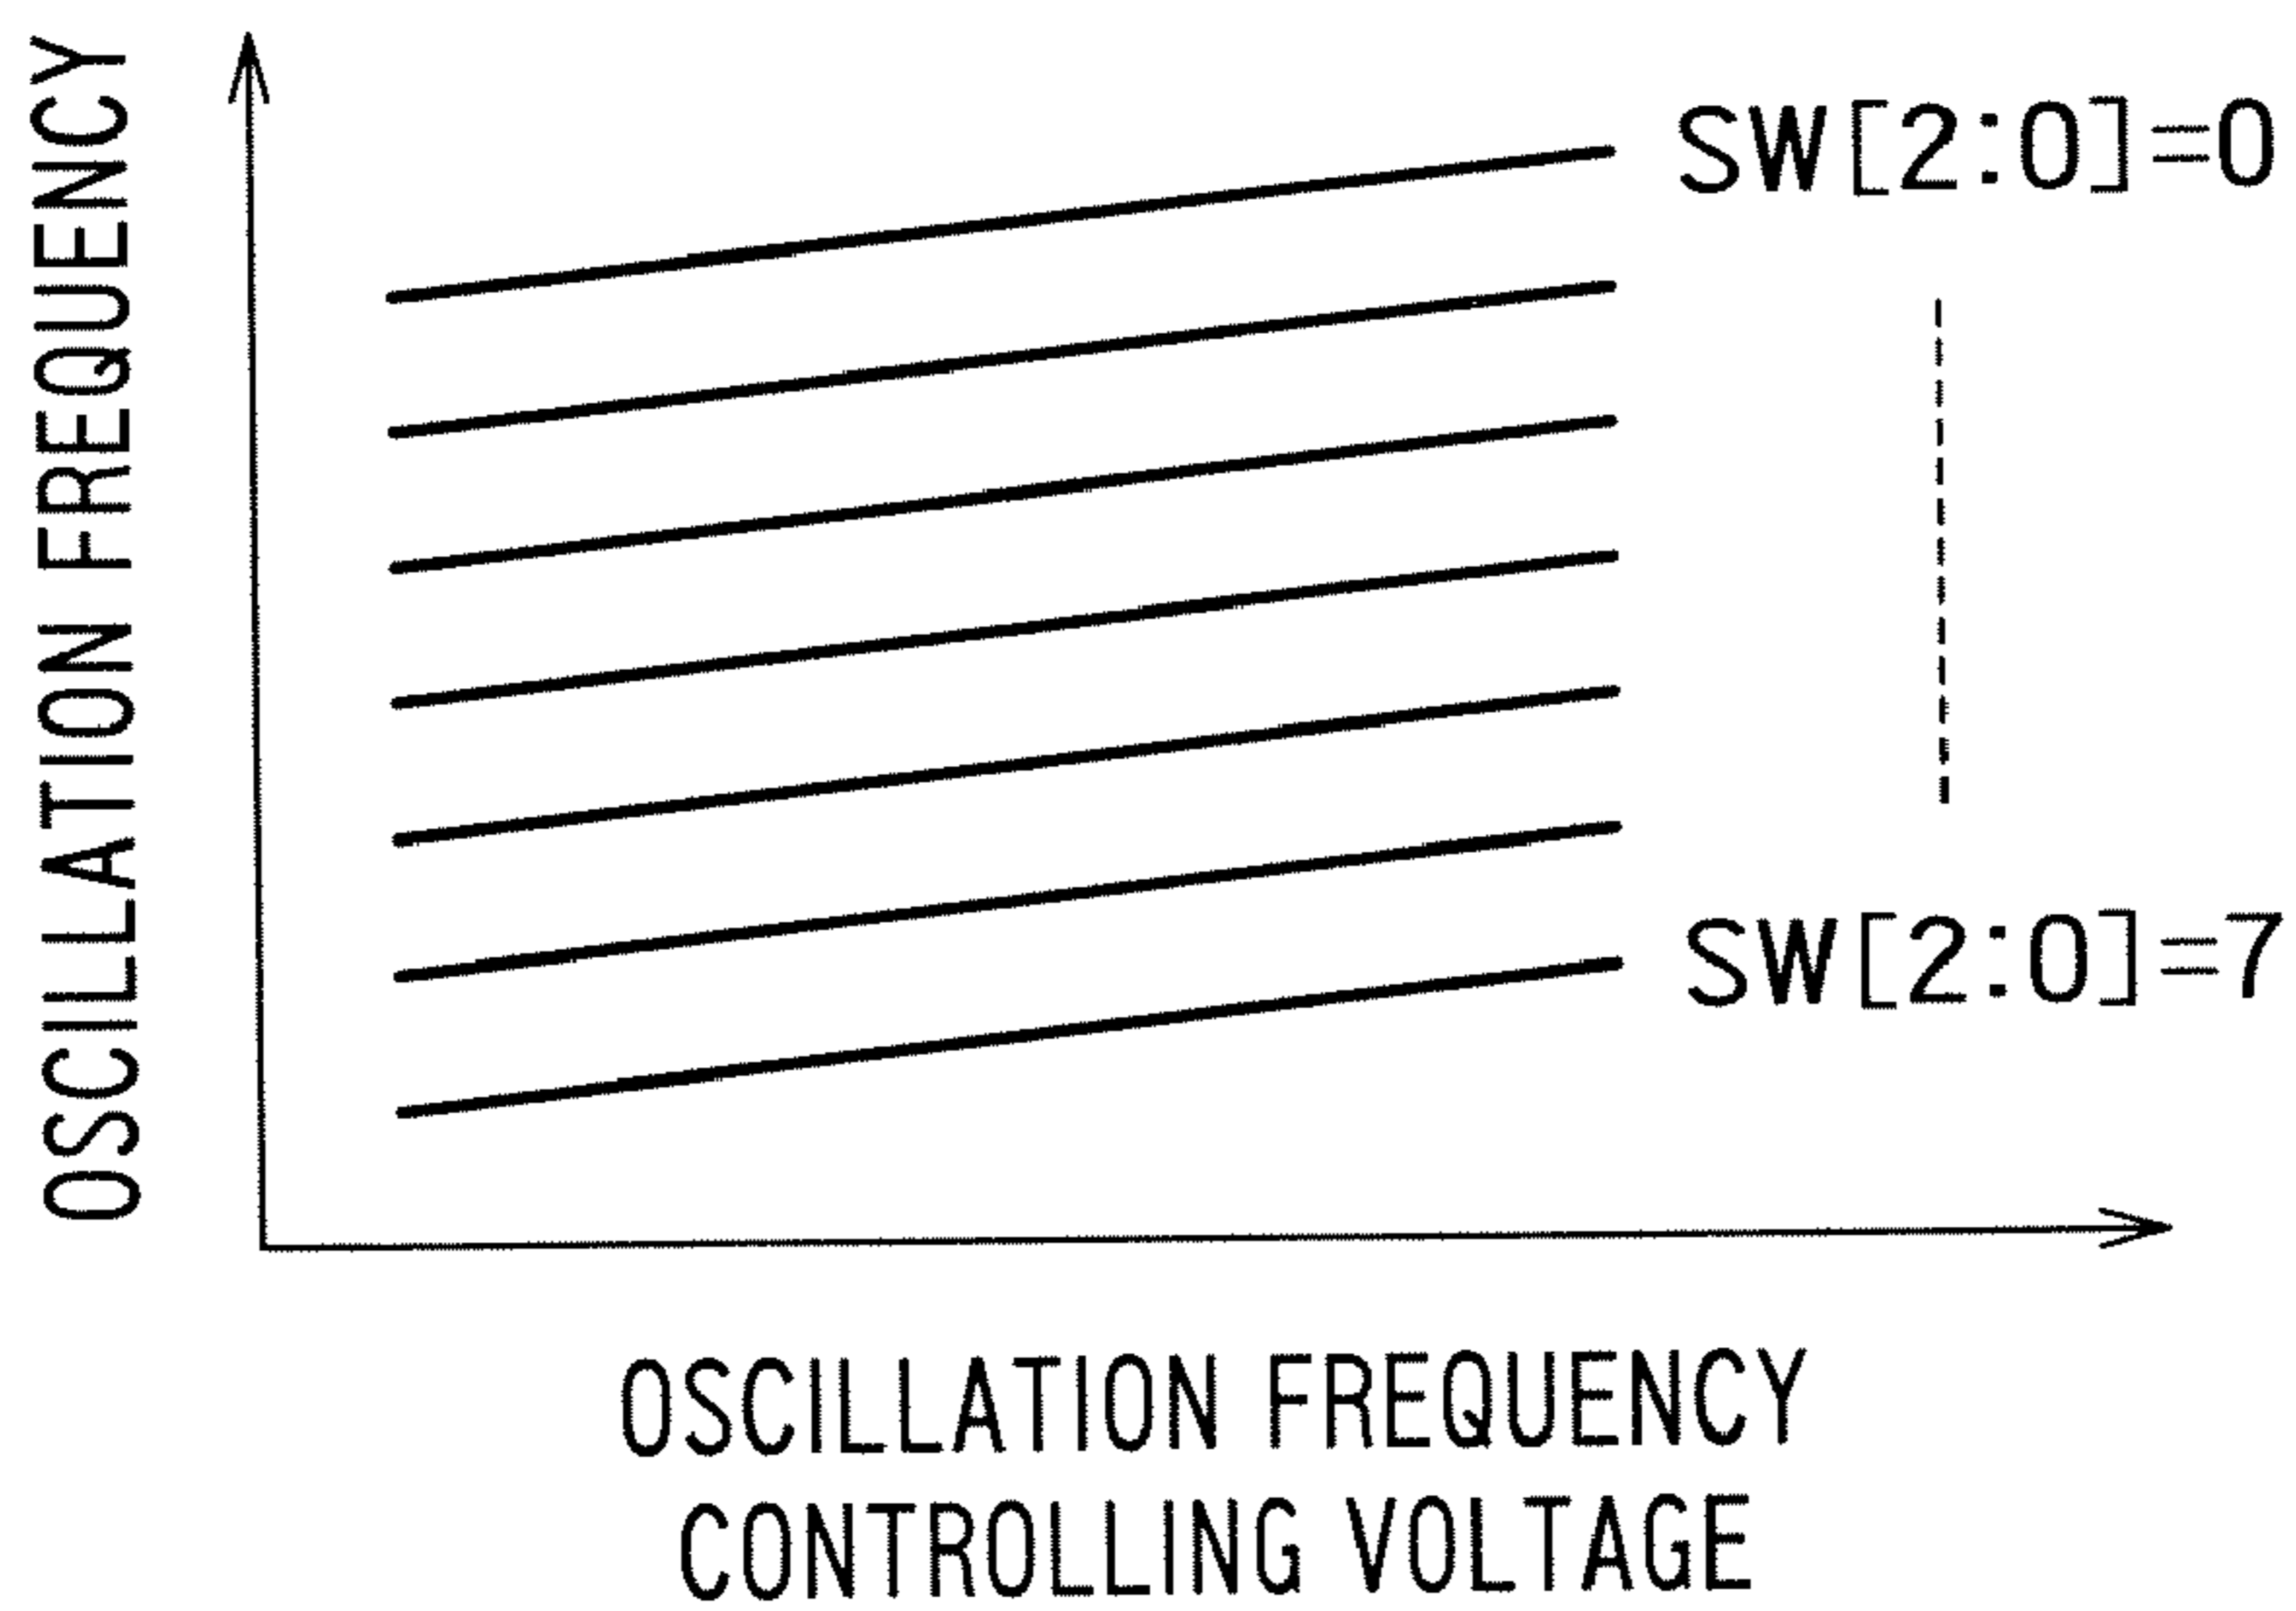 OSCILLATION FREQUENCY
SW[2:0]=0
SW[2:0]=7
OSCILLATION FREQUENCY
CONTROLLING VOLTAGE